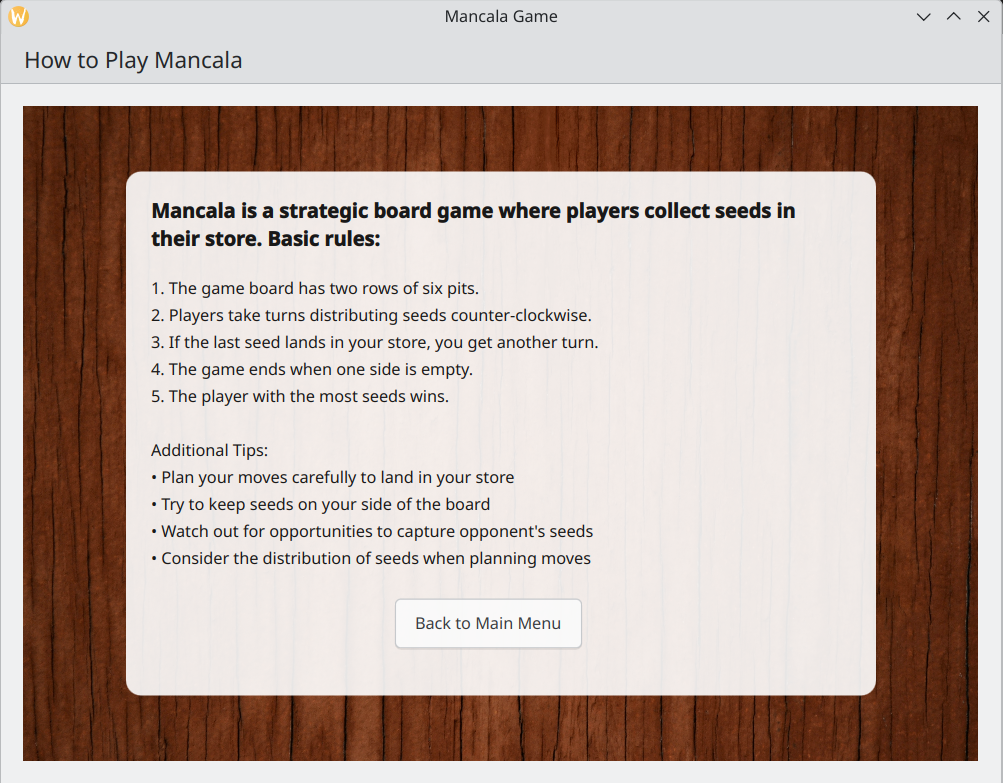 Mancala Game
How to Play Mancala
Mancala is a strategic board game where players collect seeds in
their store. Basic rules:
1. The game board has two rows of six pits.
2. Players take turns distributing seeds counter-clockwise.
3. If the last seed lands in your store, you get another turn.
4. The game ends when one side is empty.
5. The player with the most seeds wins.
Additional Tips:
• Plan your moves carefully to land in your store
• Try to keep seeds on your side of the board
• Watch out for opportunities to capture opponent's seeds
• Consider the distribution of seeds when planning moves
Back to Main Menu